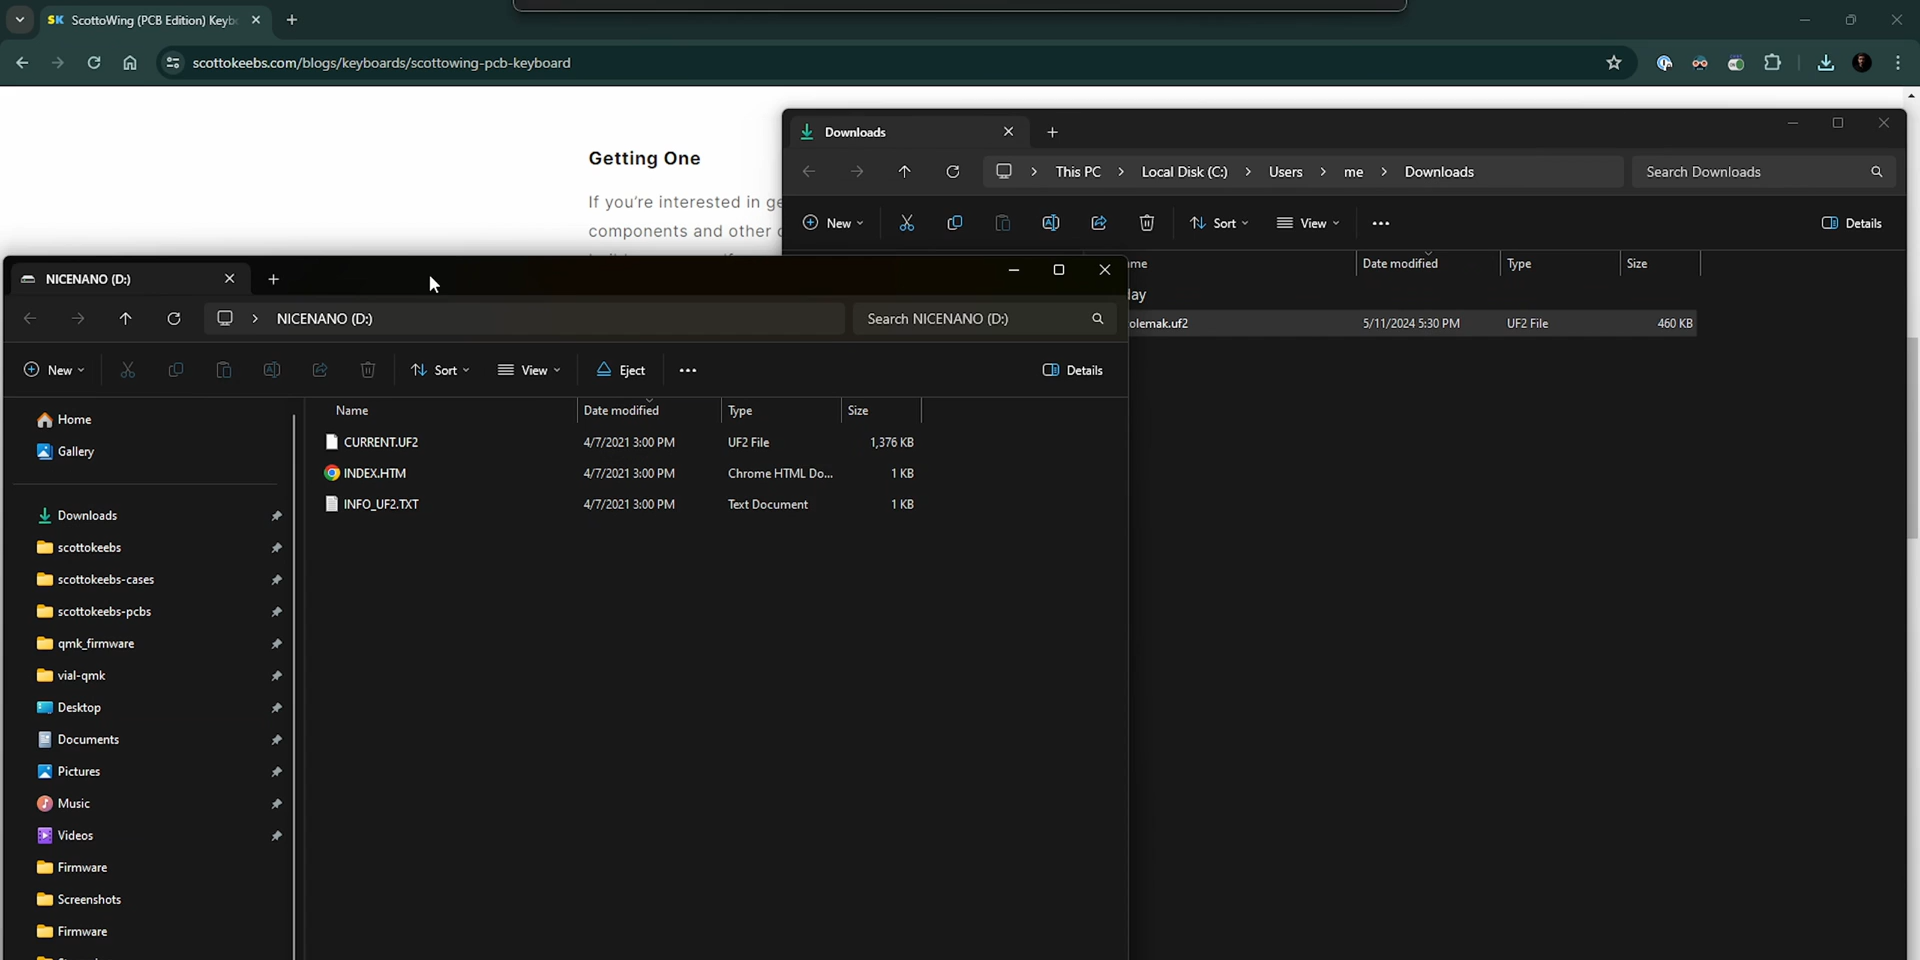 SK ScottoWing (PCB Edition) Keyb
scottokeebs.com/blogs/keyboards/scottowing-pcb-keyboard
Getting One
If you're interested in ge
components and other
Downloads
This PC > Local Disk (C:) > Users > me > Downloads
Search Downloads
New
Sort
View
Details
me
Date modified
Type
Size
lay
olemak.uf2
5/11/2024 5:30 PM
UF2 File
460 KB
NICENANO (D:)
NICENANO (D:)
Search NICENANO (D:)
New
Sort
View
Eject
Details
Home
Gallery
Downloads
scottokeebs
scottokeebs-cases
scottokeebs-pcbs
qmk_firmware
vial-qmk
Desktop
Documents
Pictures
Music
Videos
Firmware
Screenshots
Firmware
Name Date modified Type Size
CURRENT.UF2 4/7/2021 3:00 PM UF2 File 1,376 KB
INDEX.HTM 4/7/2021 3:00 PM Chrome HTML Do... 1 KB
INFO_UF2.TXT 4/7/2021 3:00 PM Text Document 1 KB